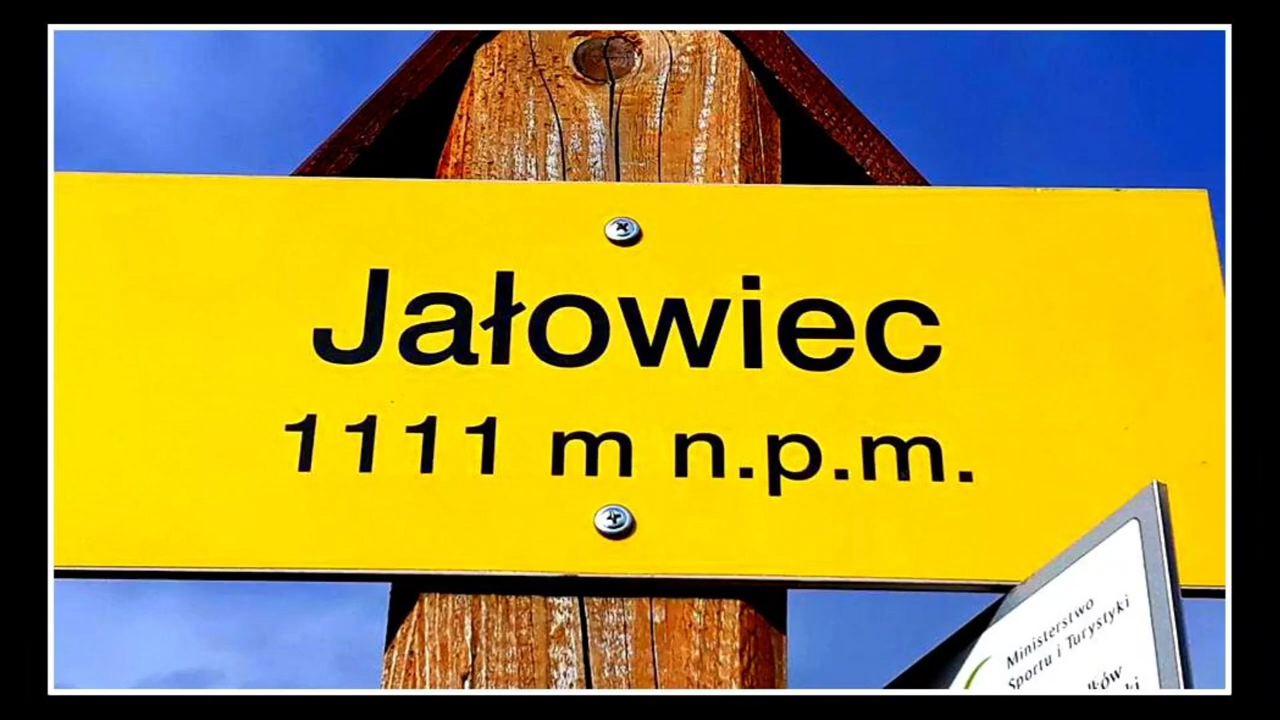 Jałowiec
1111 m n.p.m.
Ministerstwo
Sportu i Turystyki